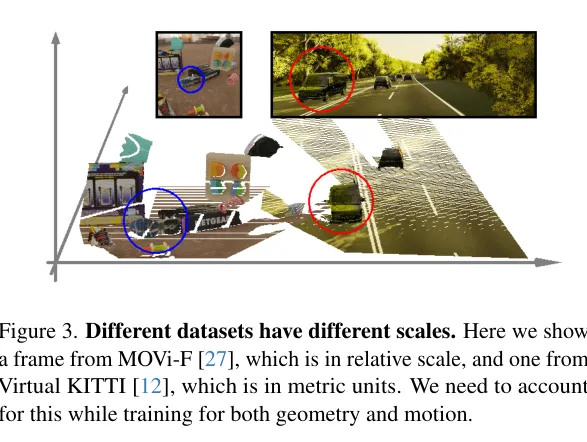 NETGEAR
Figure 3. Different datasets have different scales. Here we show
a frame from MOVi-F [27], which is in relative scale, and one from
Virtual KITTI [12], which is in metric units. We need to account
for this while training for both geometry and motion.